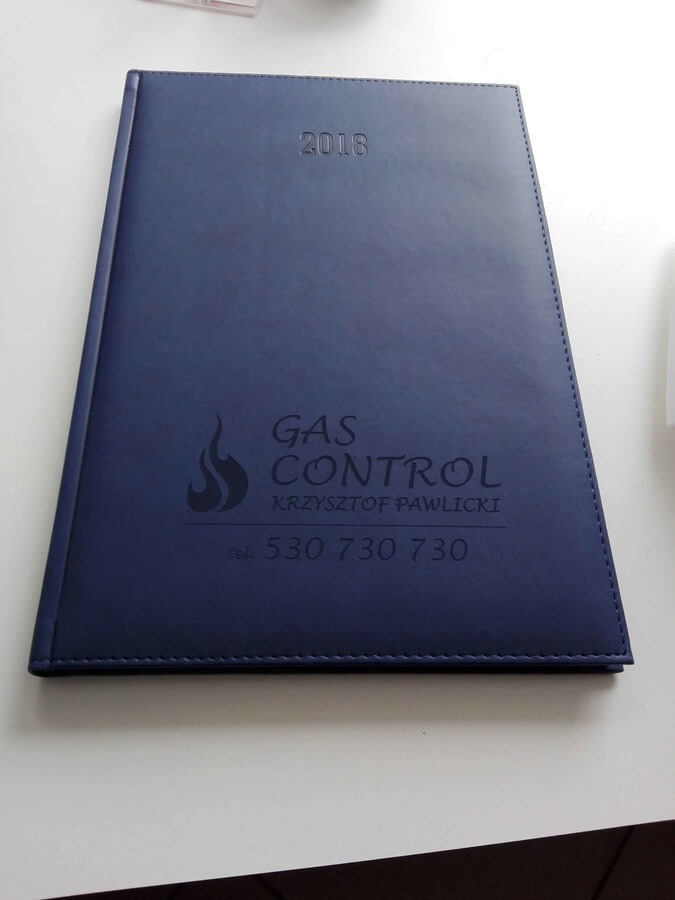 2018
GAS
CONTROL
KRZYSZTOF PAWLICKI
tel. 530 730 730